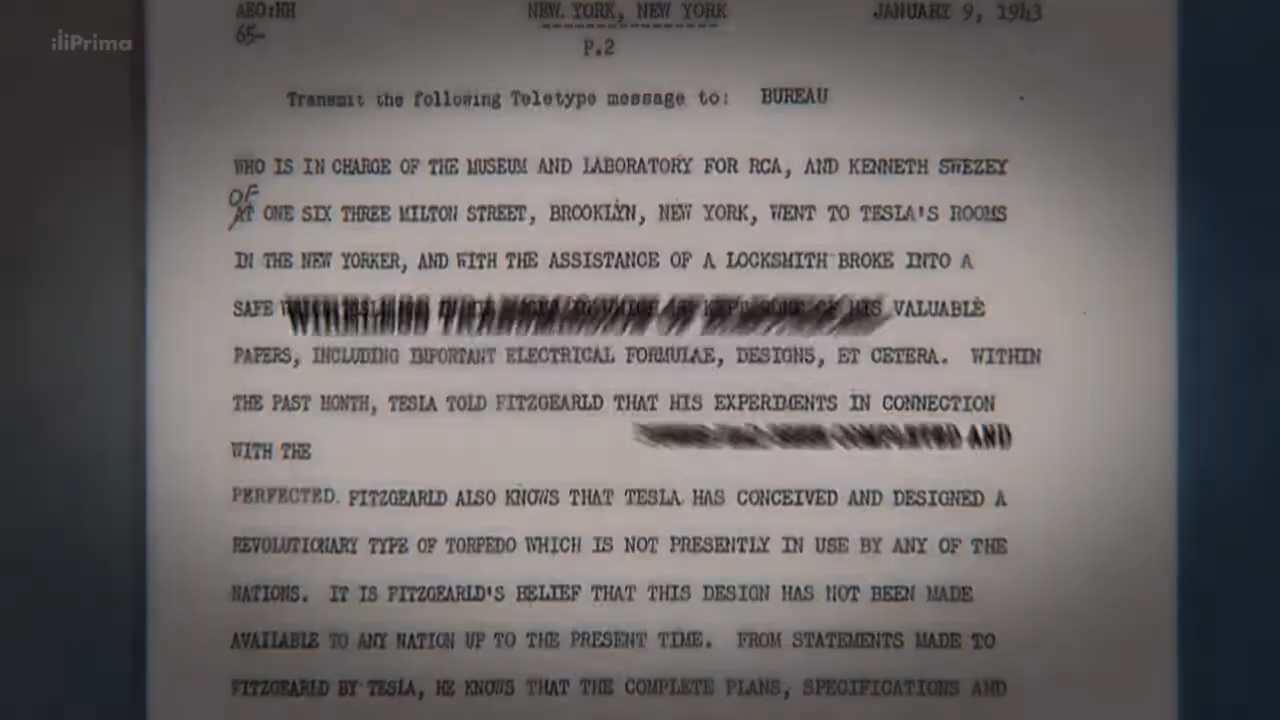 iliPrima
AEO:NH NEW YORK, NEW YORK JANUARY 9, 1943
65-
P.2
Transmit the following Teletype message to: BUREAU
WHO IS IN CHARGE OF THE MUSEUM AND LABORATORY FOR RCA, AND KENNETH SWEZEY
OF
AT ONE SIX THREE MILTON STREET, BROOKLYN, NEW YORK, WENT TO TESLA'S ROOMS
IN THE NEW YORKER, AND WITH THE ASSISTANCE OF A LOCKSMITH BROKE INTO A
SAFE HIS VALUABLE
PAPERS, INCLUDING IMPORTANT ELECTRICAL FORMULAE, DESIGNS, ET CETERA. WITHIN
THE PAST MONTH, TESLA TOLD FITZGEARLD THAT HIS EXPERIMENTS IN CONNECTION
COMPLETED AND
WITH THE
PERFECTED. FITZGEARLD ALSO KNOWS THAT TESLA HAS CONCEIVED AND DESIGNED A
REVOLUTIONARY TYPE OF TORPEDO WHICH IS NOT PRESENTLY IN USE BY ANY OF THE
NATIONS. IT IS FITZGEARLD'S BELIEF THAT THIS DESIGN HAS NOT BEEN MADE
AVAILABLE TO ANY NATION UP TO THE PRESENT TIME. FROM STATEMENTS MADE TO
FITZGEARLD BY TESLA, HE KNOWS THAT THE COMPLETE PLANS, SPECIFICATIONS AND